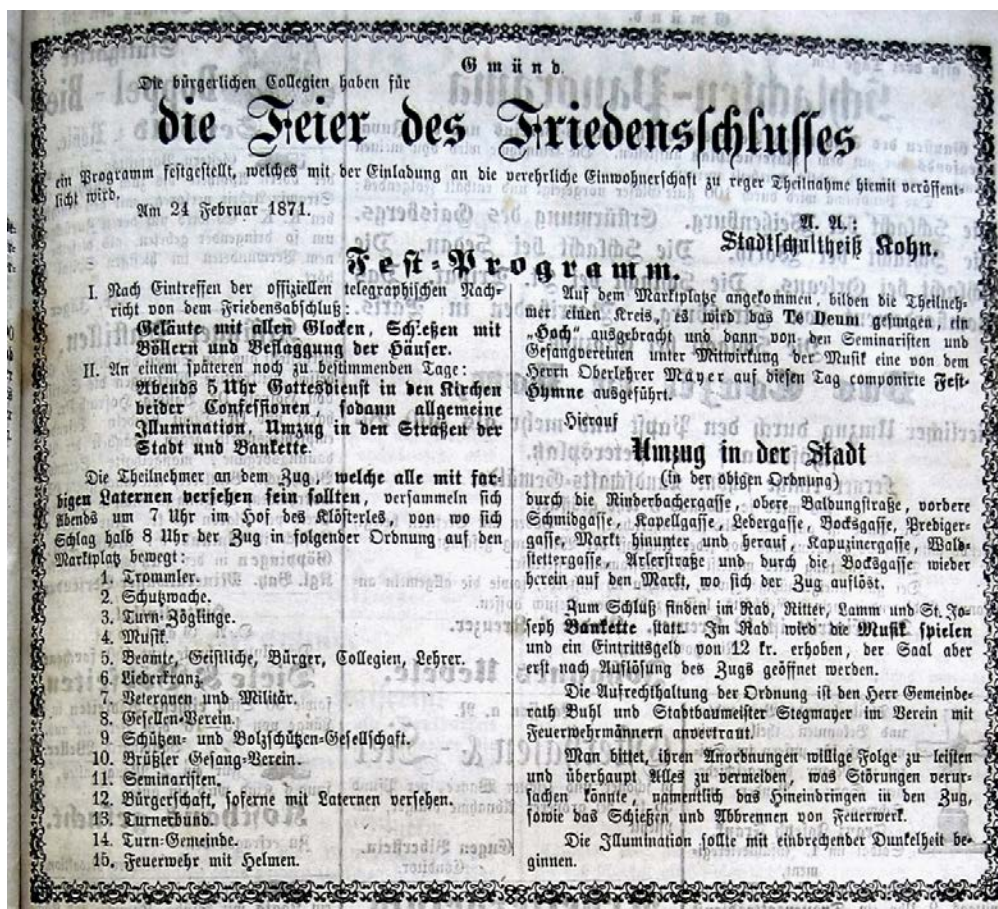 Gmünd.
Die bürgerlichen Collegien haben für
die Feier des Friedensschlusses
ein Programm festgestellt, welches mit der Einladung an die verehrliche Einwohnerschaft zu reger Theilnahme hiemit veröffent-
licht wird.
Am 24 Februar 1871.
A. A.:
Stadtschultheiß Kohn.
Fest-Programm.
I. Nach Eintreffen der offiziellen telegraphischen Nach-
richt von dem Friedensabschluß:
Geläute mit allen Glocken, Schießen mit
Böllern und Beflaggung der Häuser.
II. An einem späteren noch zu bestimmenden Tage:
Abends 5 Uhr Gottesdienst in den Kirchen
beider Confessionen, sodann allgemeine
Illumination, Umzug in den Straßen der
Stadt und Bankette.
Die Theilnehmer an dem Zug, welche alle mit far-
bigen Laternen versehen sein sollten, versammeln sich
Abends um 7 Uhr im Hof des Klösterles, von wo sich
Schlag halb 8 Uhr der Zug in folgender Ordnung auf den
Marktplatz bewegt:
1. Trommler.
2. Schutzwache.
3. Turn-Zöglinge.
4. Musik.
5. Beamte, Geistliche, Bürger, Collegien, Lehrer.
6. Liederkranz.
7. Veteranen und Militär.
8. Gesellen-Verein.
9. Schützen- und Bolzschützen-Gesellschaft.
10. Brüßler Gesang-Verein.
11. Seminaristen.
12. Bürgerschaft, soferne mit Laternen versehen.
13. Turnerbund.
14. Turn-Gemeinde.
15. Feuerwehr mit Helmen.
Auf dem Marktplatze angekommen, bilden die Theilneh-
mer einen Kreis, es wird das Te Deum gesungen, ein
„Hoch“ ausgebracht und dann von den Seminaristen und
Gesangvereinen unter Mitwirkung der Musik eine von dem
Herrn Oberlehrer Mayer auf diesen Tag componirte Fest-
Hymne ausgeführt.
Hierauf
Umzug in der Stadt
(in der obigen Ordnung)
durch die Rinderbachergasse, obere Baldungstraße, vordere
Schmidgasse, Kapellgasse, Ledergasse, Bocksgasse, Prediger-
gasse, Markt hinunter und herauf, Kapuzinergasse, Wald-
stettergasse, Arlerstraße und durch die Bocksgasse wieder
herein auf den Markt, wo sich der Zug auflöst.
Zum Schluß finden im Rad, Ritter, Lamm und St. Jo-
seph Bankette statt. Im Rad wird die Musik spielen
und ein Eintrittsgeld von 12 kr. erhoben, der Saal aber
erst nach Auflösung des Zugs geöffnet werden.
Die Aufrechthaltung der Ordnung ist den Herr Gemeinde-
rath Buhl und Stadtbaumeister Stegmayer im Verein mit
Feuerwehrmännern anvertraut.
Man bittet, ihren Anordnungen willige Folge zu leisten
und überhaupt Alles zu vermeiden, was Störungen verur-
sachen könnte, namentlich das Hineindringen in den Zug,
sowie das Schießen und Abbrennen von Feuerwerk.
Die Illumination sollte mit einbrechender Dunkelheit be-
ginnen.